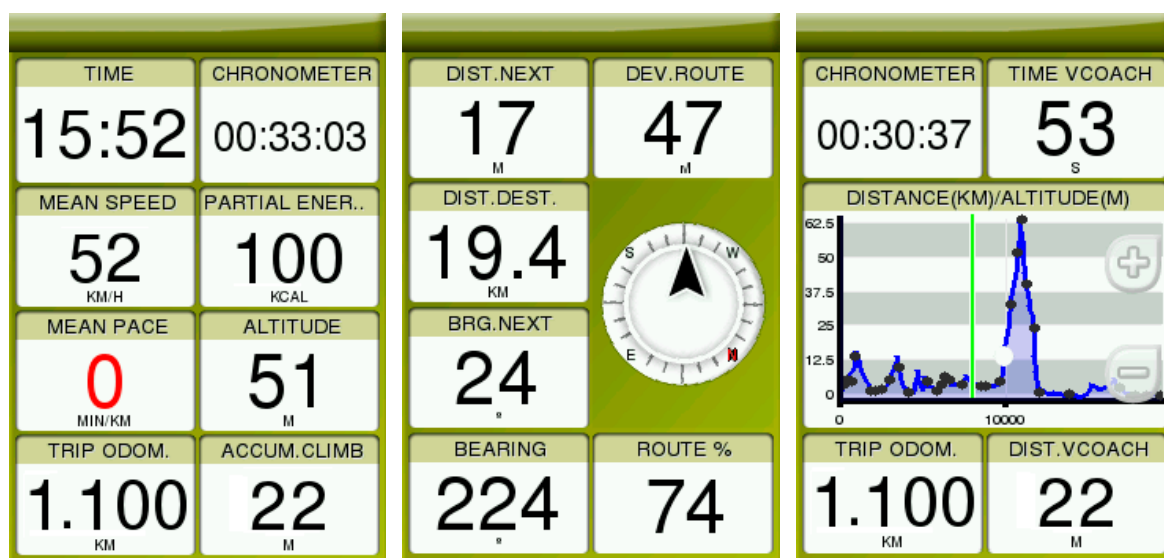 TIME CHRONOMETER
15:52 00:33:03
MEAN SPEED PARTIAL ENER..
52 100
KM/H KCAL
MEAN PACE ALTITUDE
0 51
MIN/KM M
TRIP ODOM. ACCUM.CLIMB
1.100 22
KM M
DIST.NEXT DEV.ROUTE
17 47
M M
DIST.DEST.
19.4
KM
S W
E N
BRG.NEXT
24
º
BEARING ROUTE %
224 74
º
CHRONOMETER TIME VCOACH
00:30:37 53
S
DISTANCE(KM)/ALTITUDE(M)
62.5
50
37.5
25
12.5
0
0 10000
TRIP ODOM. DIST.VCOACH
1.100 22
KM M